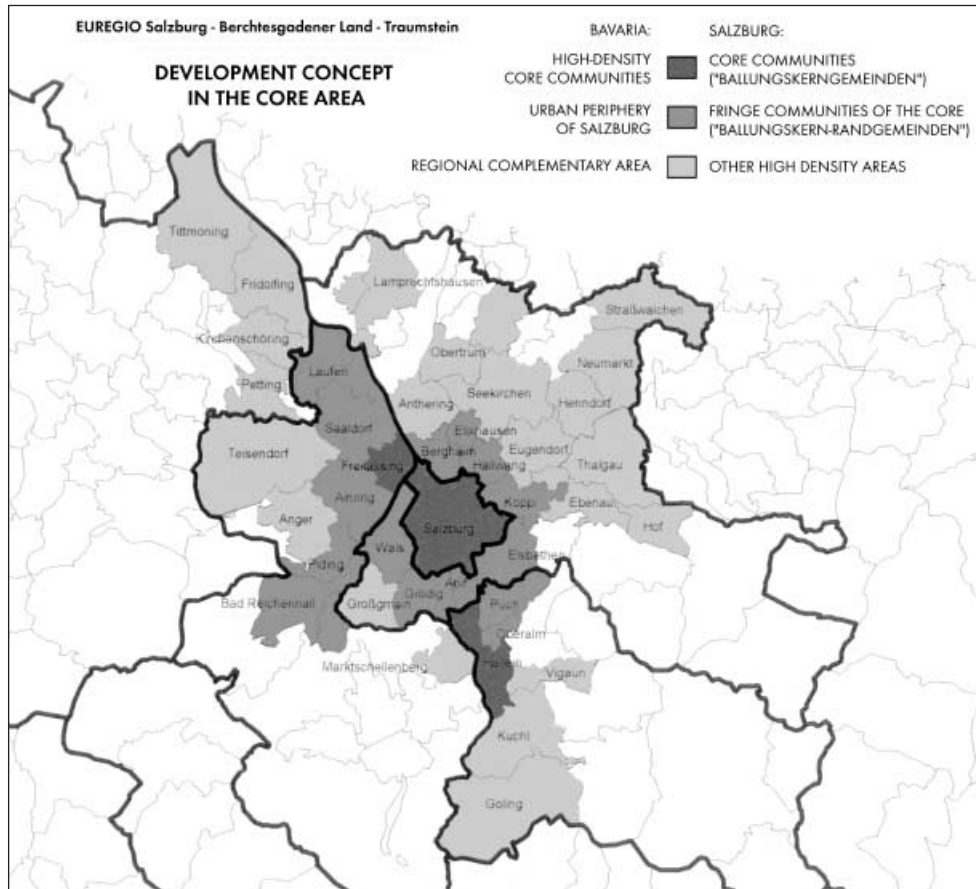 EUREGIO Salzburg - Berchtesgadener Land - Traumstein
DEVELOPMENT CONCEPT
IN THE CORE AREA
BAVARIA:
SALZBURG:
HIGH-DENSITY
CORE COMMUNITIES
CORE COMMUNITIES
("BALLUNGSKERNGEMEINDEN")
URBAN PERIPHERY
OF SALZBURG
FRINGE COMMUNITIES OF THE CORE
("BALLUNGSKERN-RANDGEMEINDEN")
REGIONAL COMPLEMENTARY AREA
OTHER HIGH DENSITY AREAS
Tittmoning
Fridolfing
Lamprechtshausen
Straßwalchen
Kirchanschöring
Obertrum
Neumarkt
Laufen
Petting
Seekirchen
Henndorf
Anthering
Saaldorf
Elixhausen
Teisendorf
Bergheim
Eugendorf
Freilassing
Hallwang
Thalgau
Ainring
Koppl
Ebenau
Anger
Salzburg
Hof
Wals
Elsbethen
Piding
Anif
Bad Reichenhall
Großgmain
Grödig
Puch
Oberalm
Marktschellenberg
Hallein
Vigaun
Kuchl
Goling